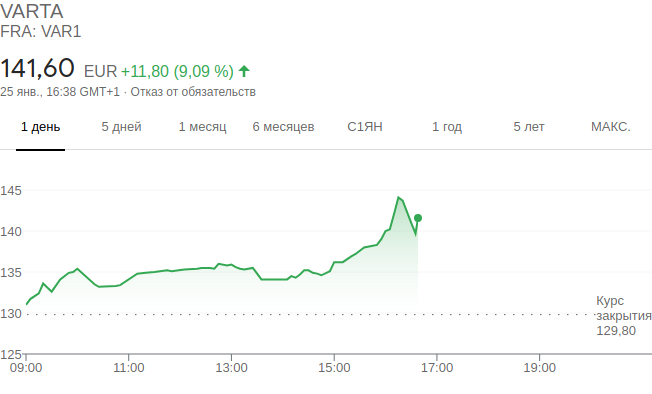 VARTA
FRA: VAR1
141,60 EUR +11,80 (9,09 %)
25 янв., 16:38 GMT+1 · Отказ от обязательств
1 день 5 дней 1 месяц 6 месяцев С1ЯН 1 год 5 лет МАКС.
145
140
135
130
125
Курс
закрытия
129,80
09:00 11:00 13:00 15:00 17:00 19:00